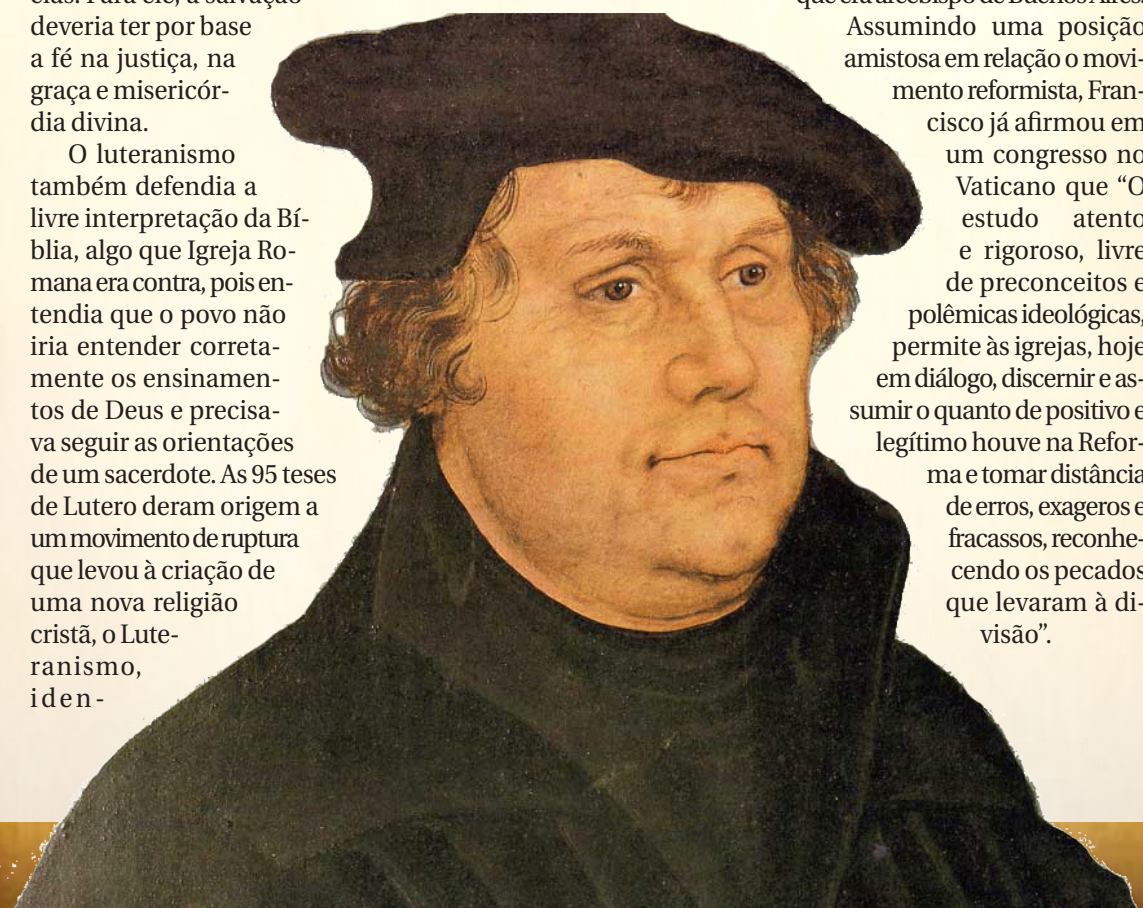 deveria ter por base
a fé na justiça, na
graça e misericór-
dia divina.
O luteranismo
também defendia a
livre interpretação da Bí-
blia, algo que Igreja Ro-
mana era contra, pois en-
tendia que o povo não
iria entender correta-
mente os ensinamen-
tos de Deus e precisa-
va seguir as orientações
de um sacerdote. As 95 teses
de Lutero deram origem a
um movimento de ruptura
que levou à criação de
uma nova religião
cristã, o Lute-
ranismo,
iden-
Assumindo uma posição
amistosa em relação o movi-
mento reformista, Fran-
cisco já afirmou em
um congresso no
Vaticano que “O
estudo atento
e rigoroso, livre
de preconceitos e
polêmicas ideológicas,
permite às igrejas, hoje
em diálogo, discernir e as-
sumir o quanto de positivo e
legítimo houve na Refor-
ma e tomar distância
de erros, exageros e
fracassos, reconhe-
cendo os pecados
que levaram à di-
visão”.